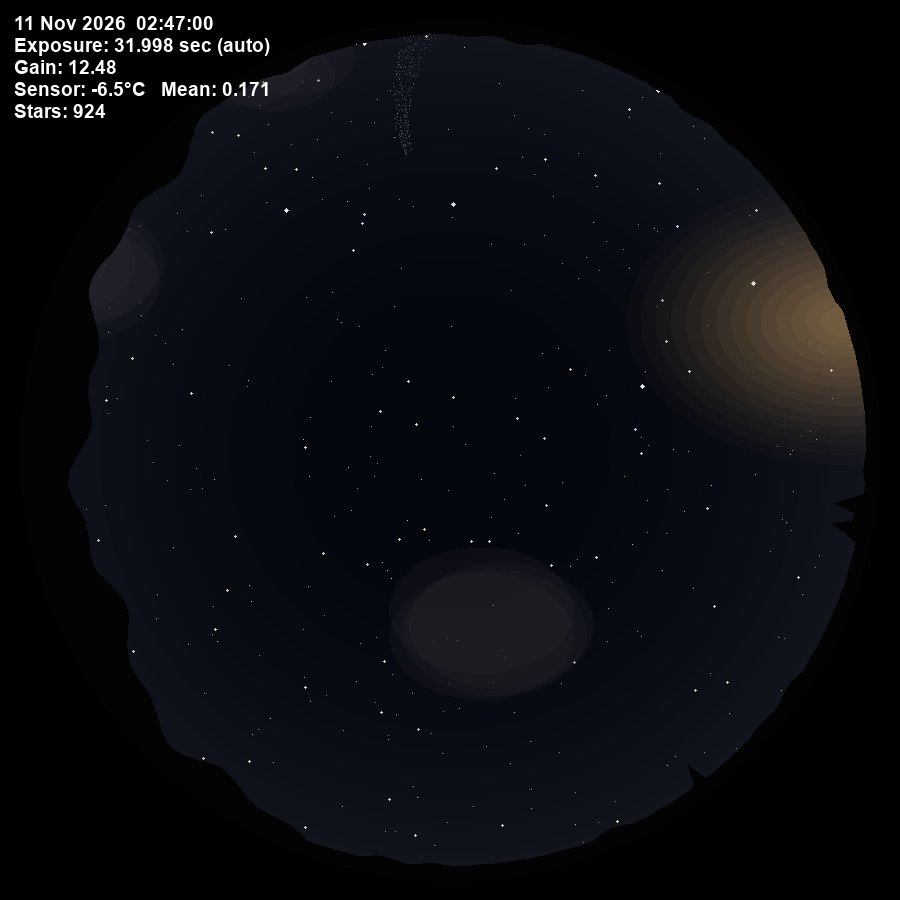 11 Nov 2026 02:47:00
Exposure: 31.998 sec (auto)
Gain: 12.48
Sensor: -6.5°C Mean: 0.171
Stars: 924